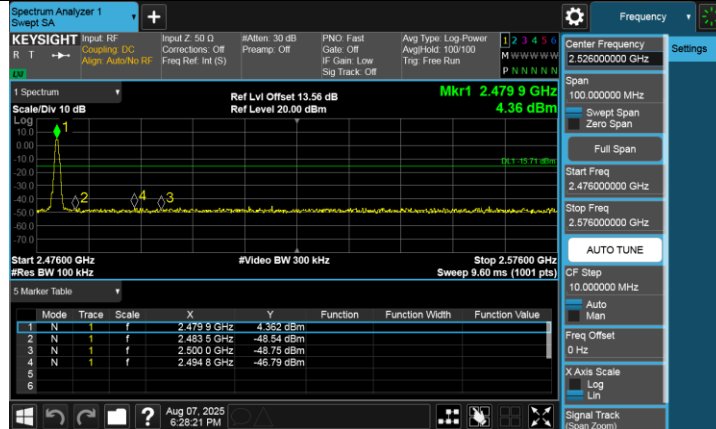 Spectrum Analyzer 1
Swept SA
Frequency
Settings
KEYSIGHT
R T
Input: RF
Coupling: DC
Align: Auto/No RF
Input Z: 50 Ω
Corrections: Off
Freq Ref: Int (S)
#Atten: 30 dB
Preamp: Off
PNO: Fast
Gate: Off
IF Gain: Low
Sig Track: Off
Avg Type: Log-Power
Avg|Hold: 100/100
Trig: Free Run
1 2 3 4 5 6
M W W W W W
P N N N N N
1 Spectrum
Scale/Div 10 dB
Log
Ref Lvl Offset 13.56 dB
Ref Level 20.00 dBm
Mkr1 2.479 9 GHz
4.36 dBm
10.0
0.00
-10.0
-20.0
-30.0
-40.0
-50.0
-60.0
-70.0
1
2
4
3
DL1 -15.71 dBm
Start 2.47600 GHz
#Video BW 300 kHz
Stop 2.57600 GHz
#Res BW 100 kHz
Sweep 9.60 ms (1001 pts)
5 Marker Table
Mode Trace Scale X Y Function Function Width Function Value
1 N 1 f 2.479 9 GHz 4.362 dBm
2 N 1 f 2.483 5 GHz -48.54 dBm
3 N 1 f 2.500 0 GHz -48.75 dBm
4 N 1 f 2.494 8 GHz -46.79 dBm
5
6
Aug 07, 2025
6:28:21 PM
Center Frequency
2.526000000 GHz
Span
100.000000 MHz
Swept Span
Zero Span
Full Span
Start Freq
2.476000000 GHz
Stop Freq
2.576000000 GHz
AUTO TUNE
CF Step
10.000000 MHz
Auto
Man
Freq Offset
0 Hz
X Axis Scale
Log
Lin
Signal Track
(Span Zoom)